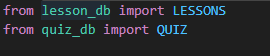 from lesson_db import LESSONS
from quiz_db import QUIZ